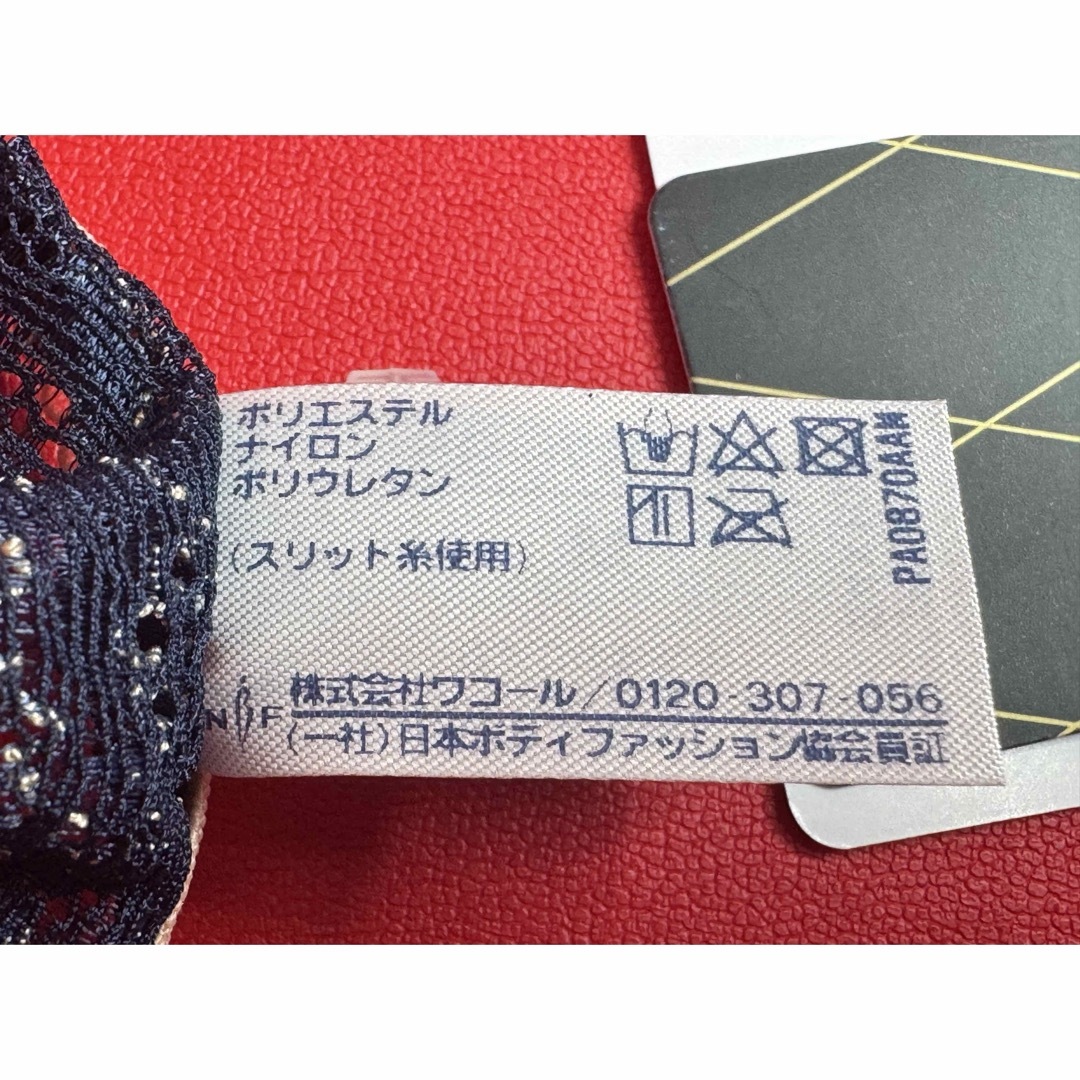 ポリエステル
ナイロン
ポリウレタン
(スリット糸使用)
PA0870AAW
株式会社ワコール/0120-307-056
NBF
(一社)日本ボディファッション協会員証